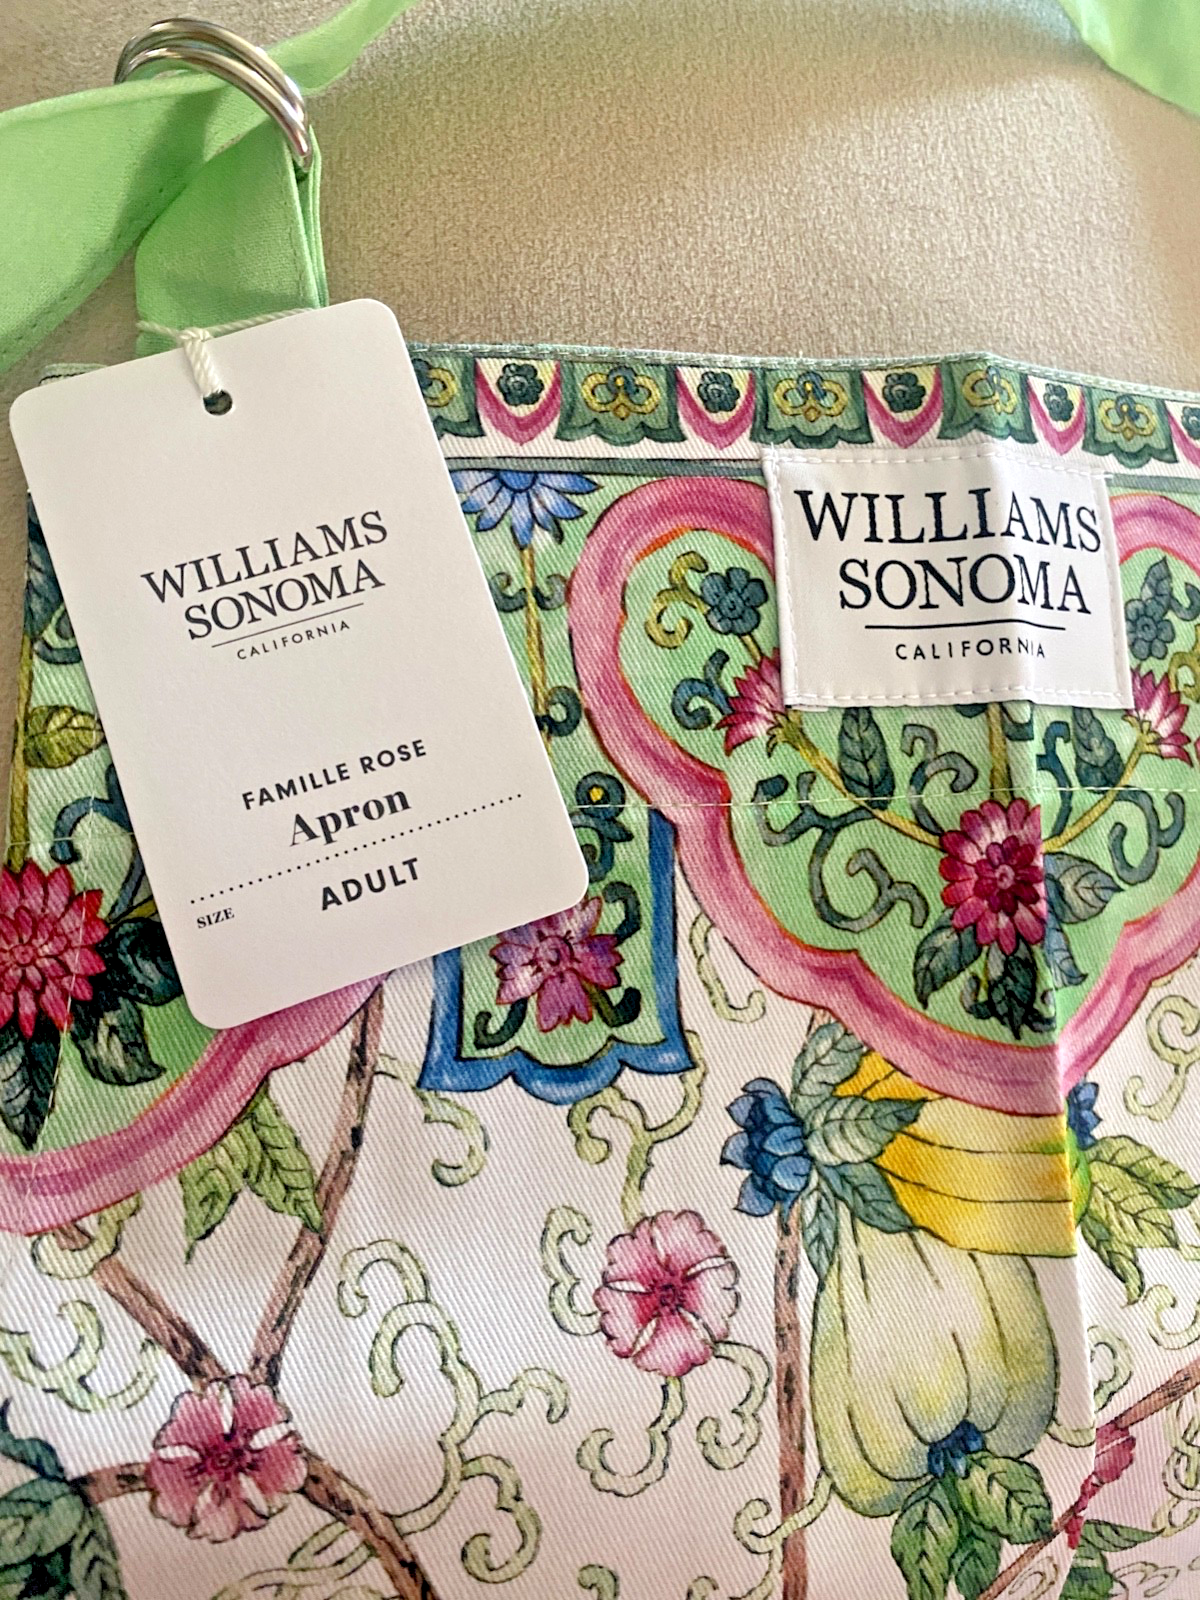 WILLIAMS
SONOMA
CALIFORNIA
FAMILLE ROSE
Apron
SIZE ADULT
WILLIAMS
SONOMA
CALIFORNIA